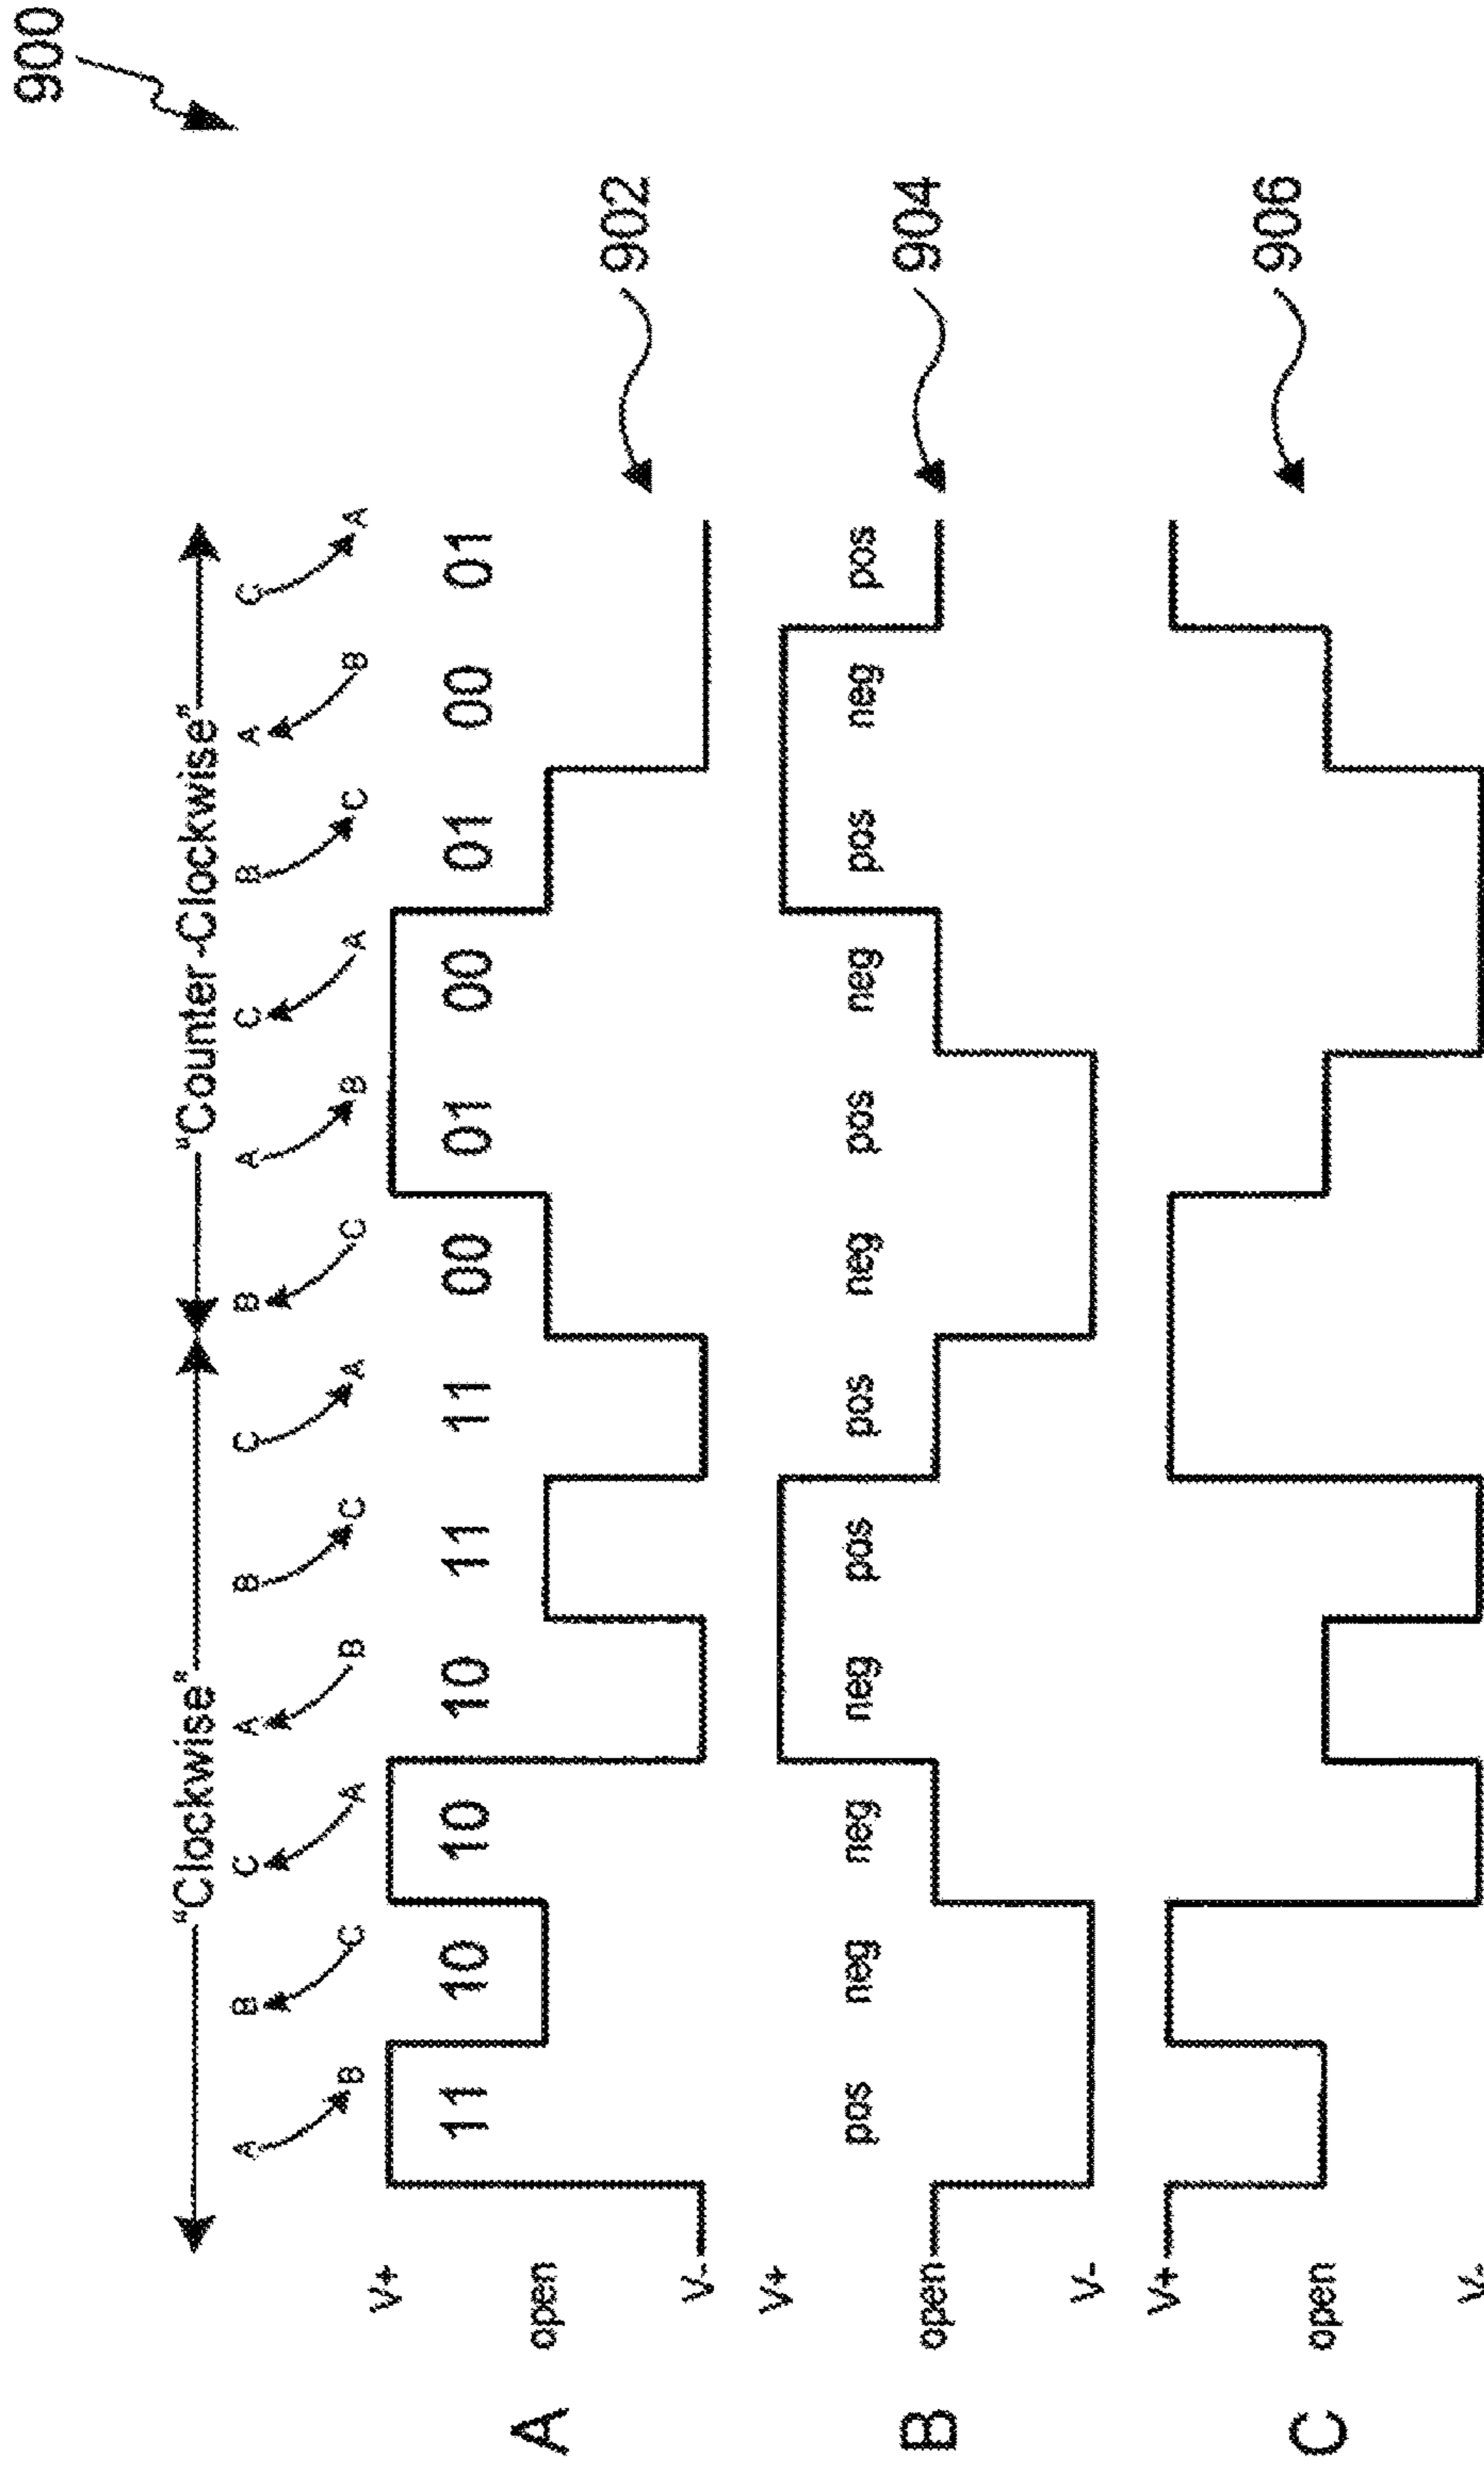 900
“Clockwise” “Counter-Clockwise”
A B C A B C B A C B A C
B C A B C A C B A C B A
V+
11 10 10 10 11 11 00 01 00 01 00 01
A open
902
V-
V+
pos neg neg neg pos pos neg pos neg pos neg pos
B open
904
V-
V+
C open
906
V-